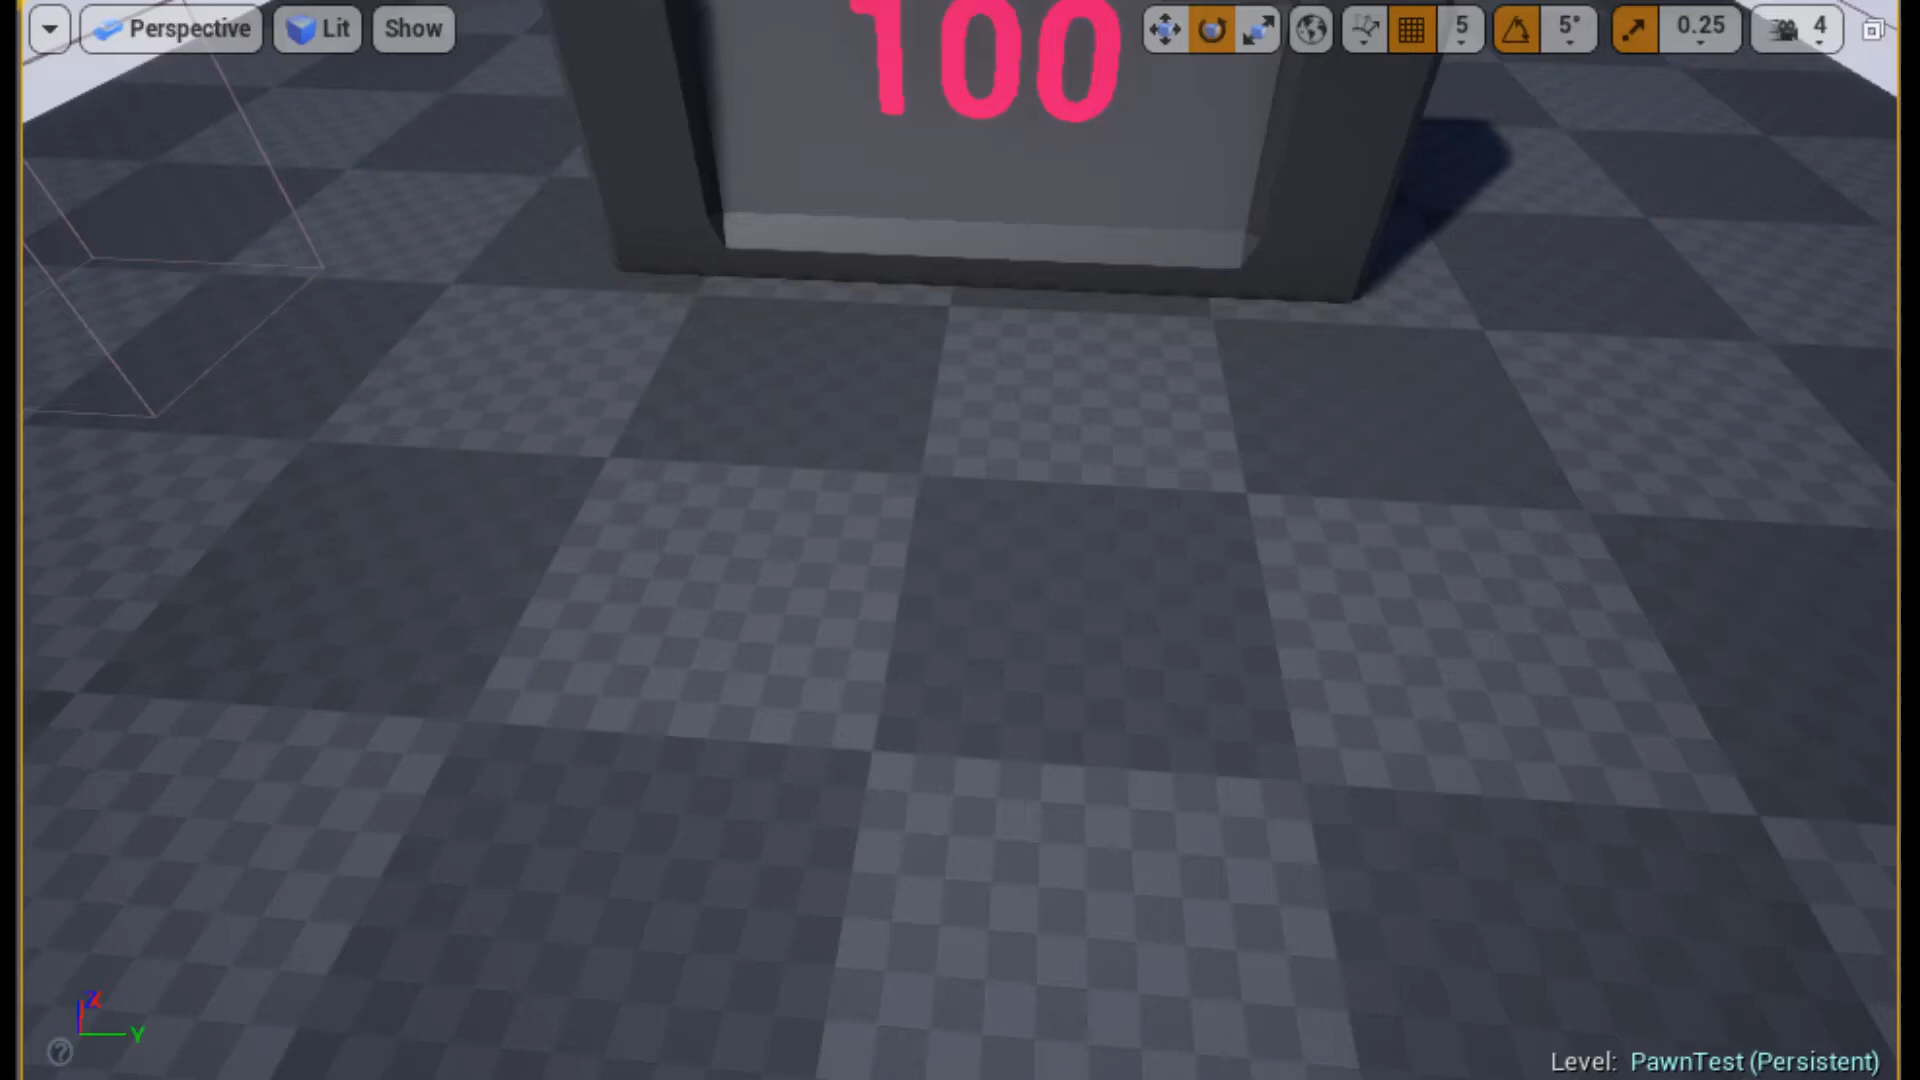 Perspective Lit Show 5 5° 0.25 4
100
Z X
Y
?
Level: PawnTest (Persistent)